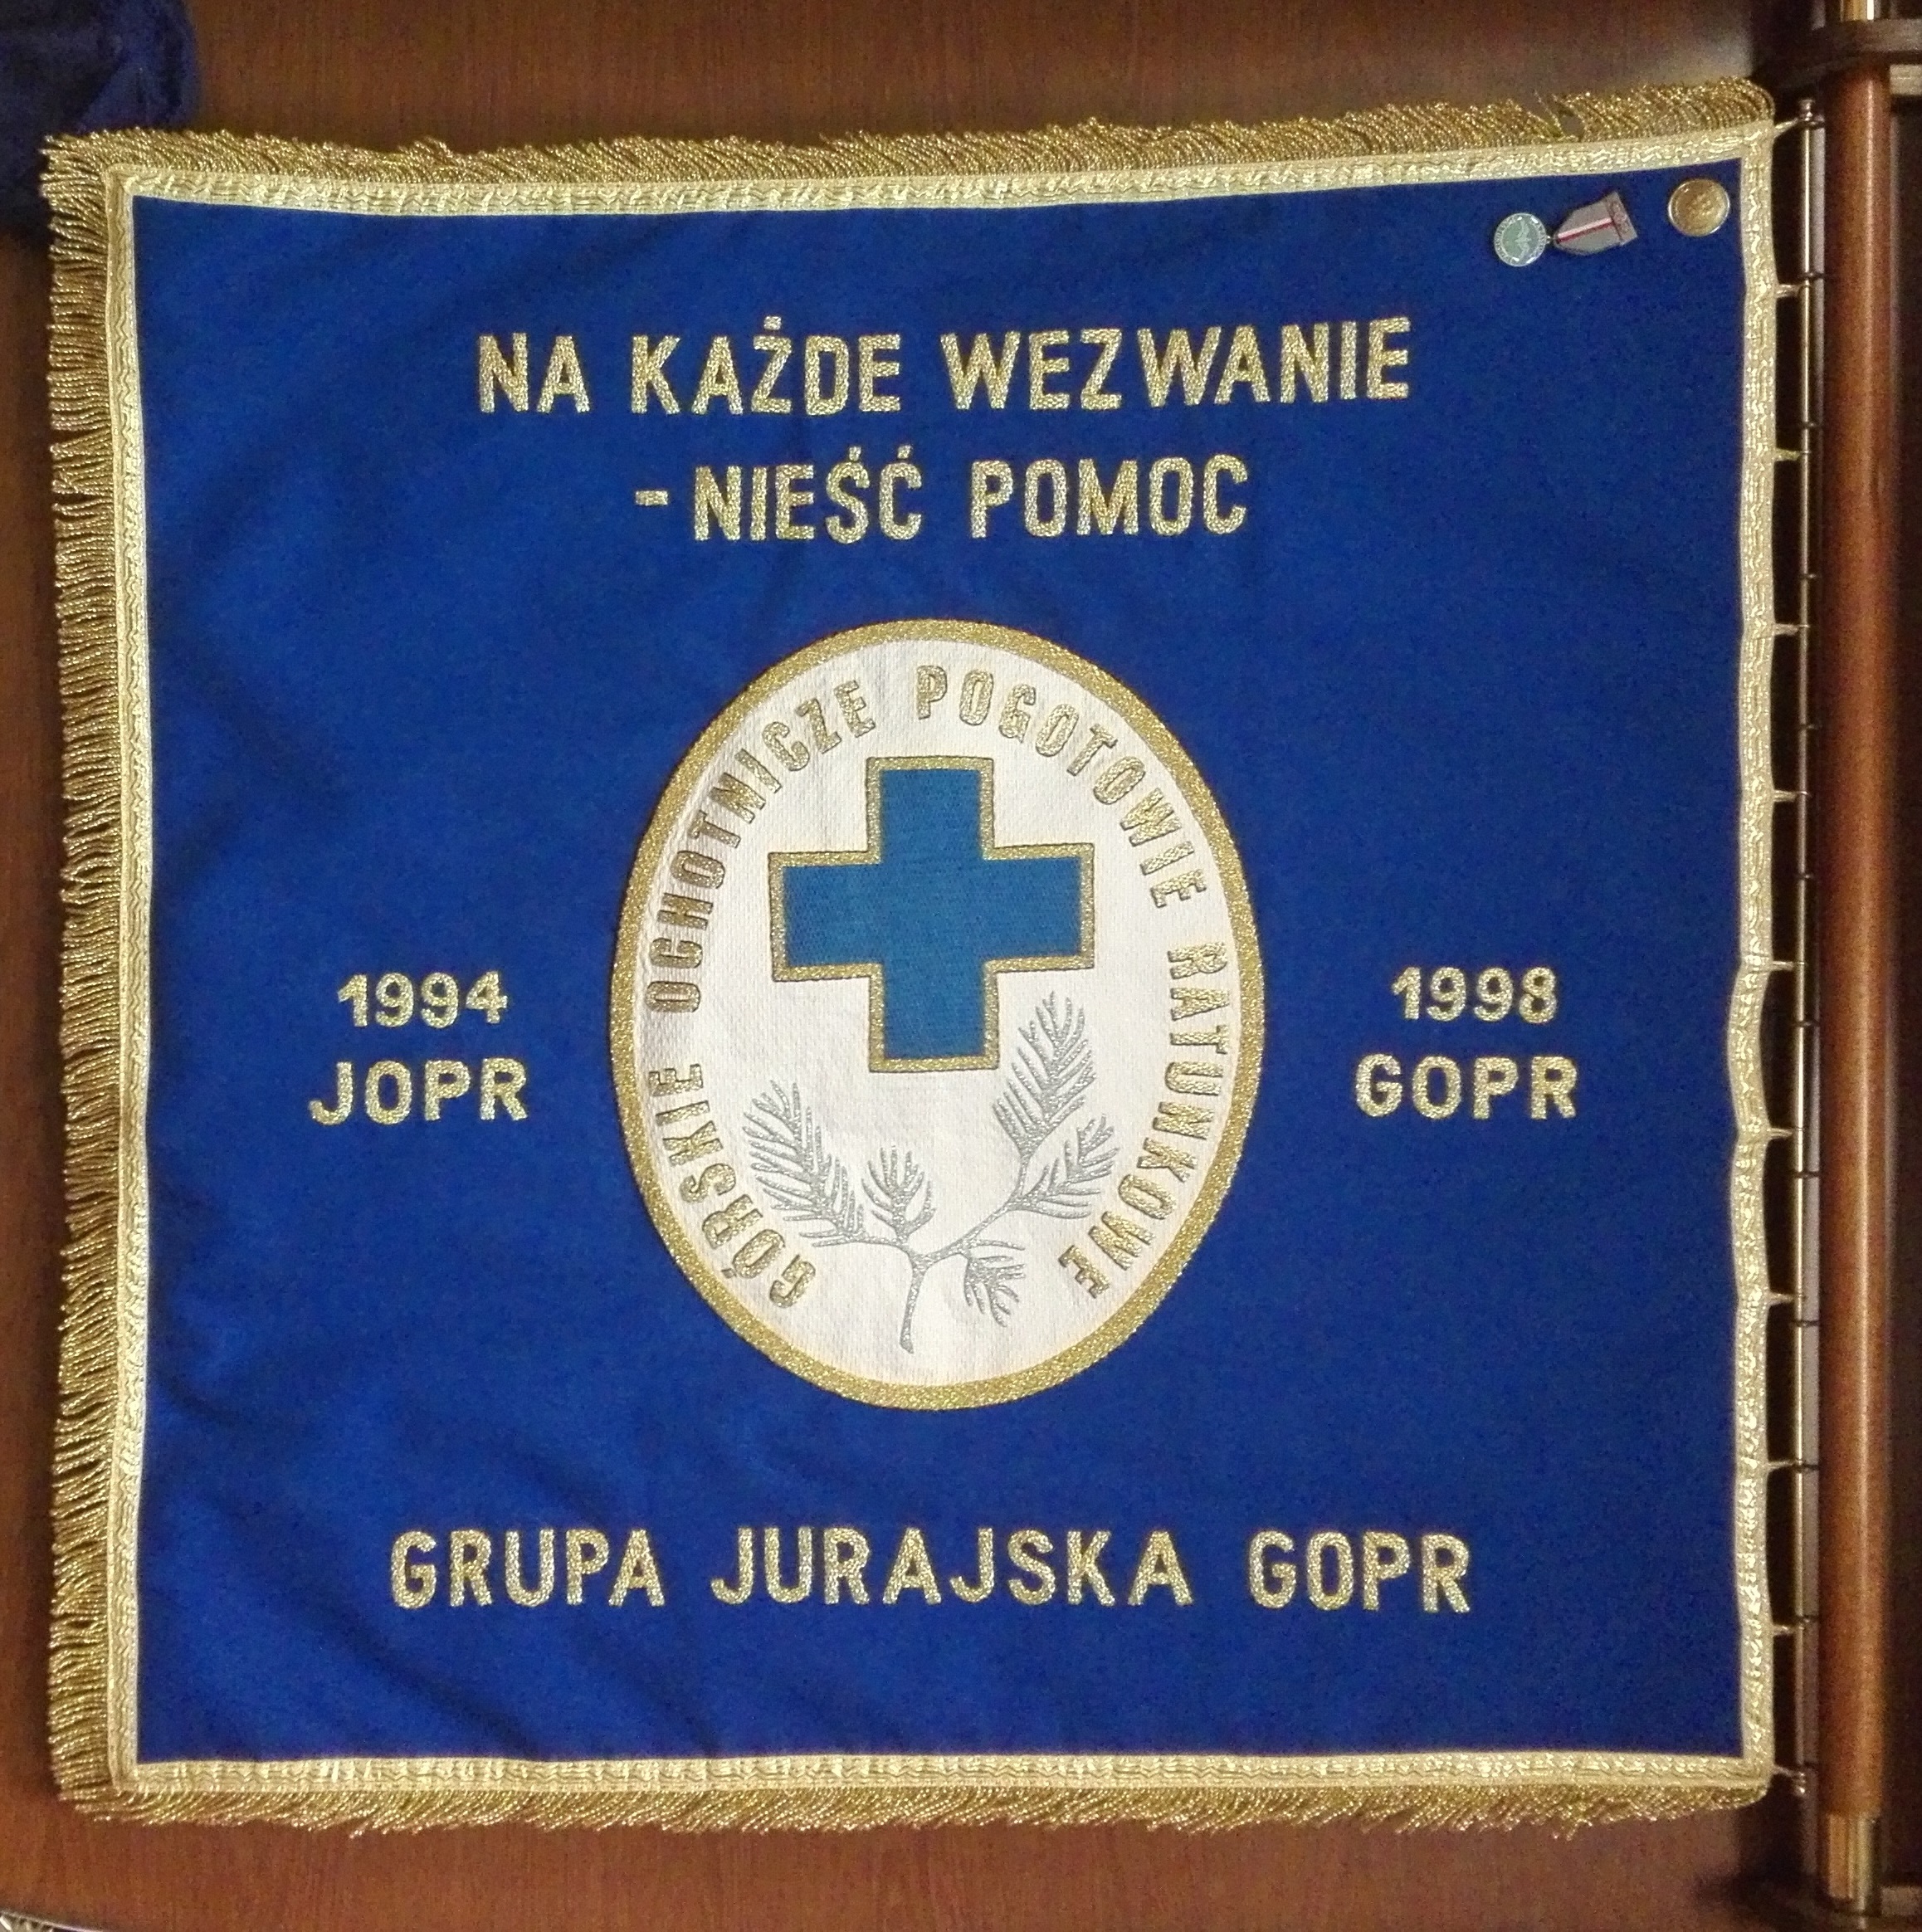 NA KAŻDE WEZWANIE
- NIEŚĆ POMOC
GÓRSKIE OCHOTNICZE POGOTOWIE RATUNKOWE
1994
JOPR
1998
GOPR
GRUPA JURAJSKA GOPR